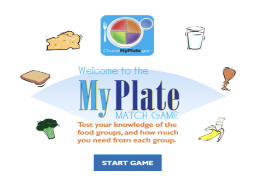 ChooseMyPlate.gov
Welcome to the
MyPlate
MATCH GAME
Test your knowledge of the
food groups, and how much
you need from each group.
START GAME